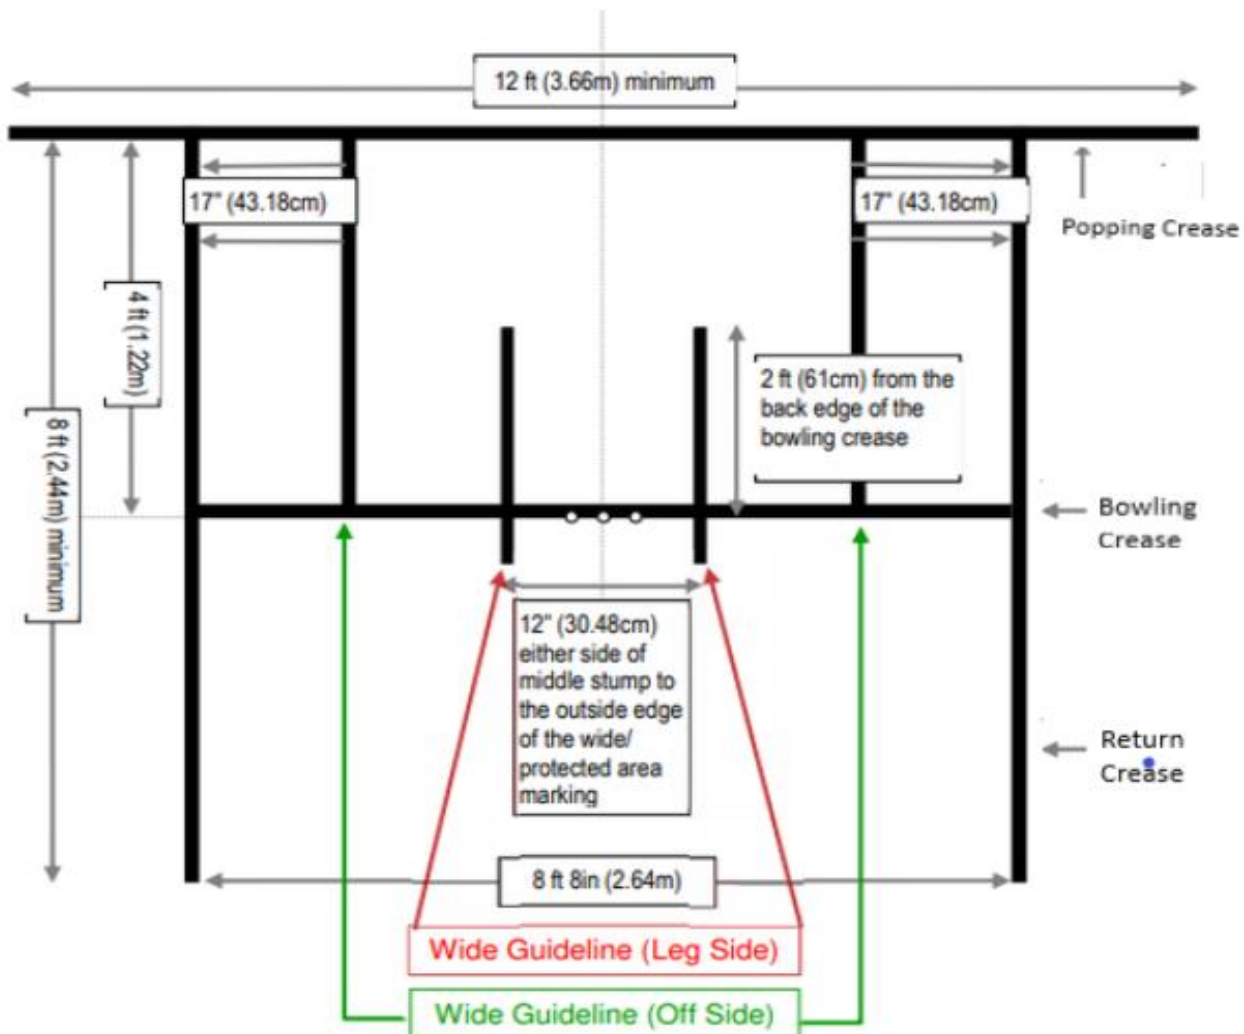 12 ft (3.66m) minimum
17" (43.18cm)
17" (43.18cm)
Popping Crease
4 ft (1.22m)
2 ft (61cm) from the
back edge of the
bowling crease
8 ft (2.44m) minimum
Bowling
Crease
12" (30.48cm)
either side of
middle stump to
the outside edge
of the wide/
protected area
marking
Return
Crease
8 ft 8in (2.64m)
Wide Guideline (Leg Side)
Wide Guideline (Off Side)